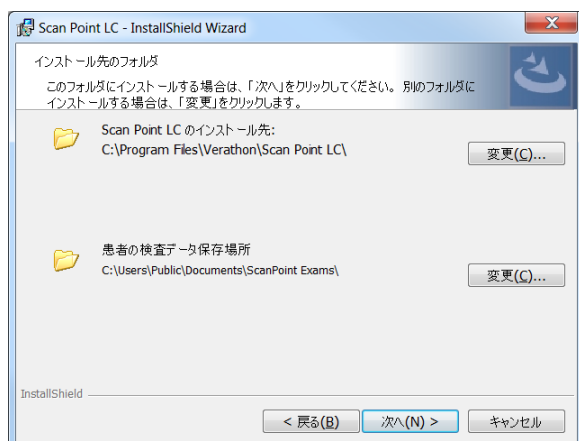 Scan Point LC - InstallShield Wizard
インストール先のフォルダ
このフォルダにインストールする場合は、「次へ」をクリックしてください。 別のフォルダに
インストールする場合は、「変更」をクリックします。
Scan Point LC のインストール先:
C:\Program Files\Verathon\Scan Point LC\
変更(C)...
患者の検査データ保存場所
C:\Users\Public\Documents\ScanPoint Exams\
変更(C)...
InstallShield
< 戻る(B)
次へ(N) >
キャンセル